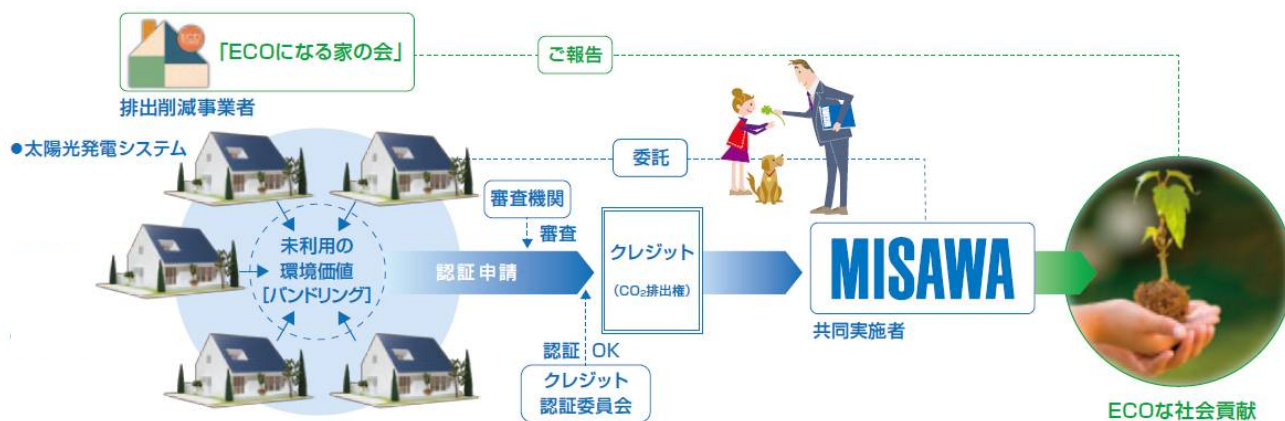 ECO
「ECOになる家の会」
ご報告
排出削減事業者
●太陽光発電システム
委託
審査機関
審査
未利用の
環境価値
[バンドリング]
認証申請
クレジット
（CO₂排出権）
MISAWA
共同実施者
認証 OK
クレジット
認証委員会
ECOな社会貢献